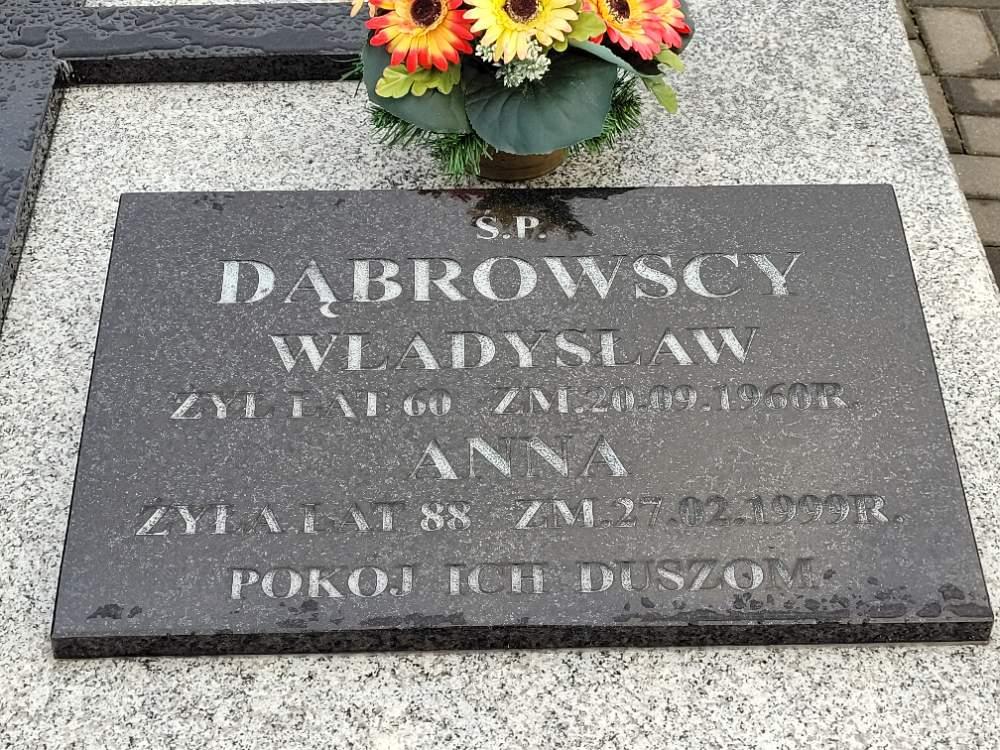 Ś.P.
DĄBROWSCY
WŁADYSŁAW
ŻYŁ LAT 60 ZM.20.09.1960R.
ANNA
ŻYŁA LAT 88 ZM.27.02.1999R.
POKÓJ ICH DUSZOM